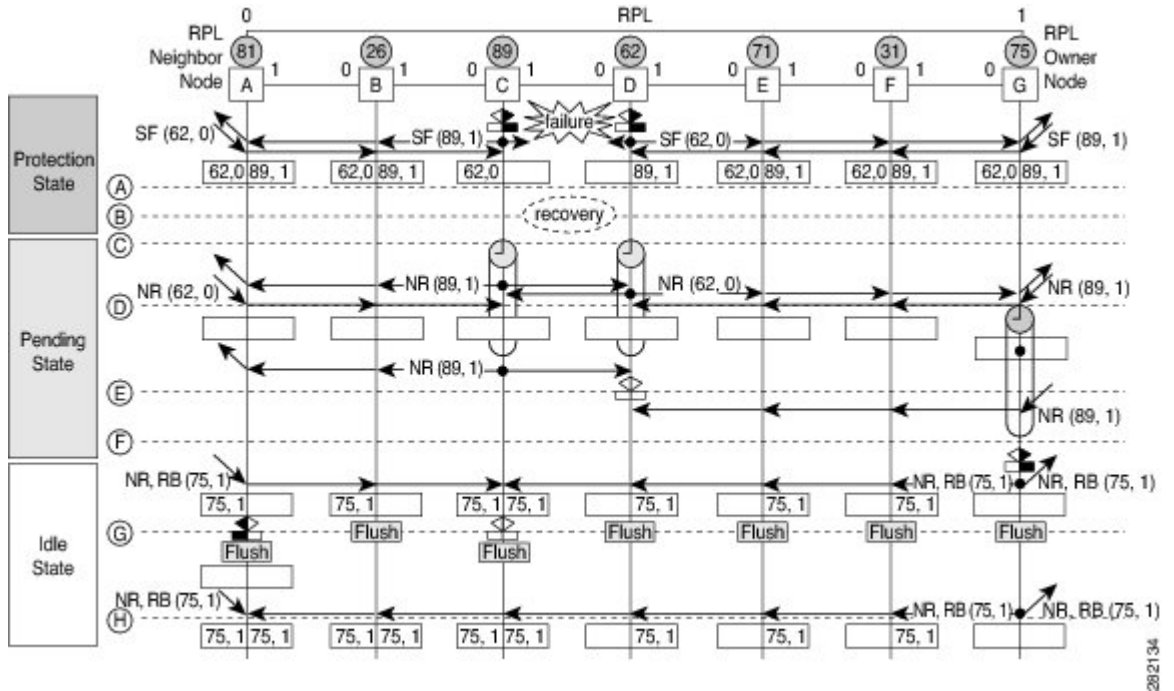 0 RPL 1
RPL Neighbor Node
81 26 89 62 71 31 75
RPL Owner Node
A 1 0 B 1 0 C 1 0 D 1 0 E 1 0 F 1 0 G
Protection State
failure
SF (62, 0) SF (89, 1) SF (62, 0) SF (89, 1)
62,0 89, 1 62,0 89, 1 62,0 89, 1 62,0 89, 1 62,0 89, 1 62,0 89, 1
A
B recovery
C
Pending State
NR (89, 1) NR (62, 0)
NR (62, 0) NR (89, 1)
D
NR (89, 1)
E
NR (89, 1)
F
Idle State
NR, RB (75, 1) NR, RB (75, 1) NR, RB (75, 1)
75, 1 75, 1 75, 1 75, 1 75, 1 75, 1 75, 1
G Flush Flush Flush Flush Flush
Flush Flush
NR, RB (75, 1) NR, RB (75, 1) NR, RB (75, 1)
H
75, 1 75, 1 75, 1 75, 1 75, 1 75, 1 75, 1 75, 1 75, 1
282134